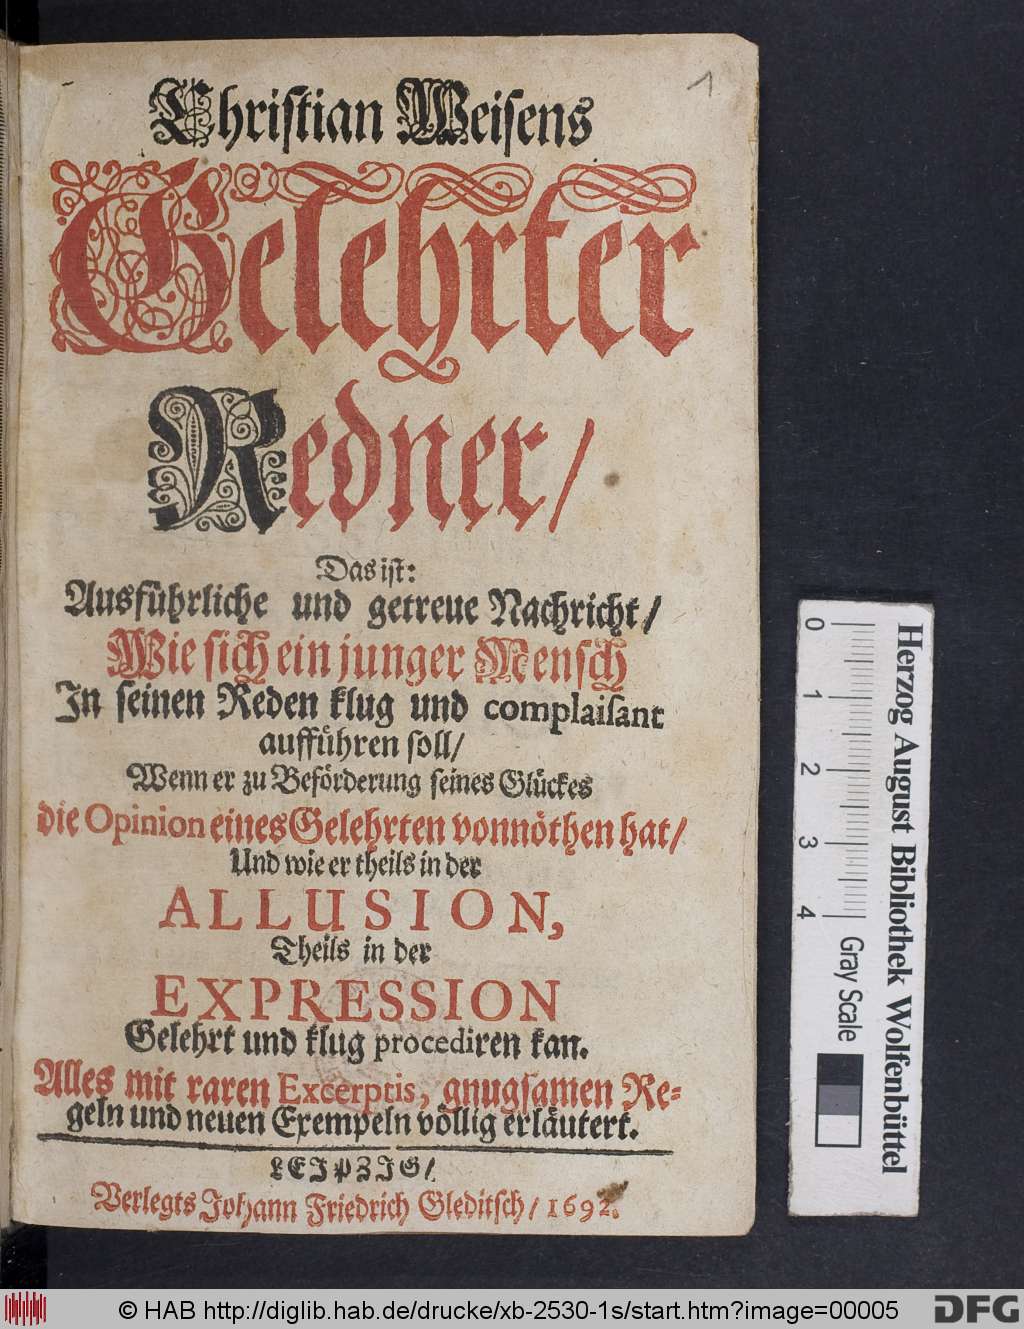 1
Christian Weisens
Gelehrter
Redner/
Das ist:
Ausführliche und getreue Nachricht/
Wie sich ein junger Mensch
In seinen Reden klug und complaisant
aufführen soll/
Wenn er zu Beförderung seines Glückes
die Opinion eines Gelehrten vonnöthen hat/
Und wie er theils in der
ALLUSION,
Theils in der
EXPRESSION
Gelehrt und klug procediren kan.
Alles mit raren Excerptis, gnugsamen Re-
geln und neuen Exempeln völlig erläutert.
LEIPZIG/
Verlegts Johann Friedrich Gleditsch/ 1692.
Herzog August Bibliothek Wolfenbüttel
0 1 2 3 4 Gray Scale
© HAB http://diglib.hab.de/drucke/xb-2530-1s/start.htm?image=00005
DFG